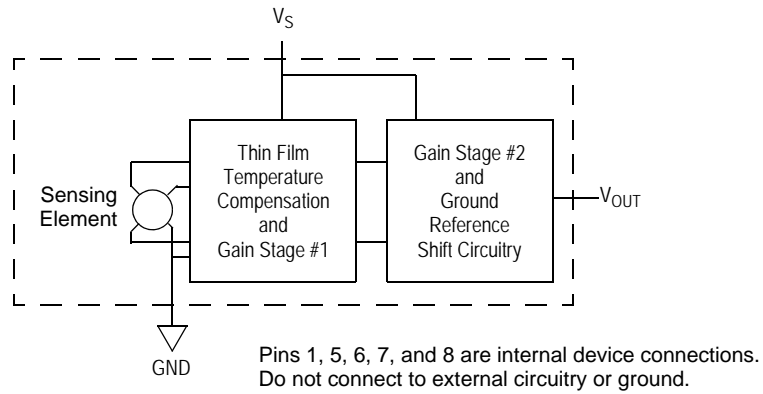 V_S
Sensing
Element
Thin Film
Temperature
Compensation
and
Gain Stage #1
Gain Stage #2
and
Ground
Reference
Shift Circuitry
V_OUT
GND
Pins 1, 5, 6, 7, and 8 are internal device connections.
Do not connect to external circuitry or ground.